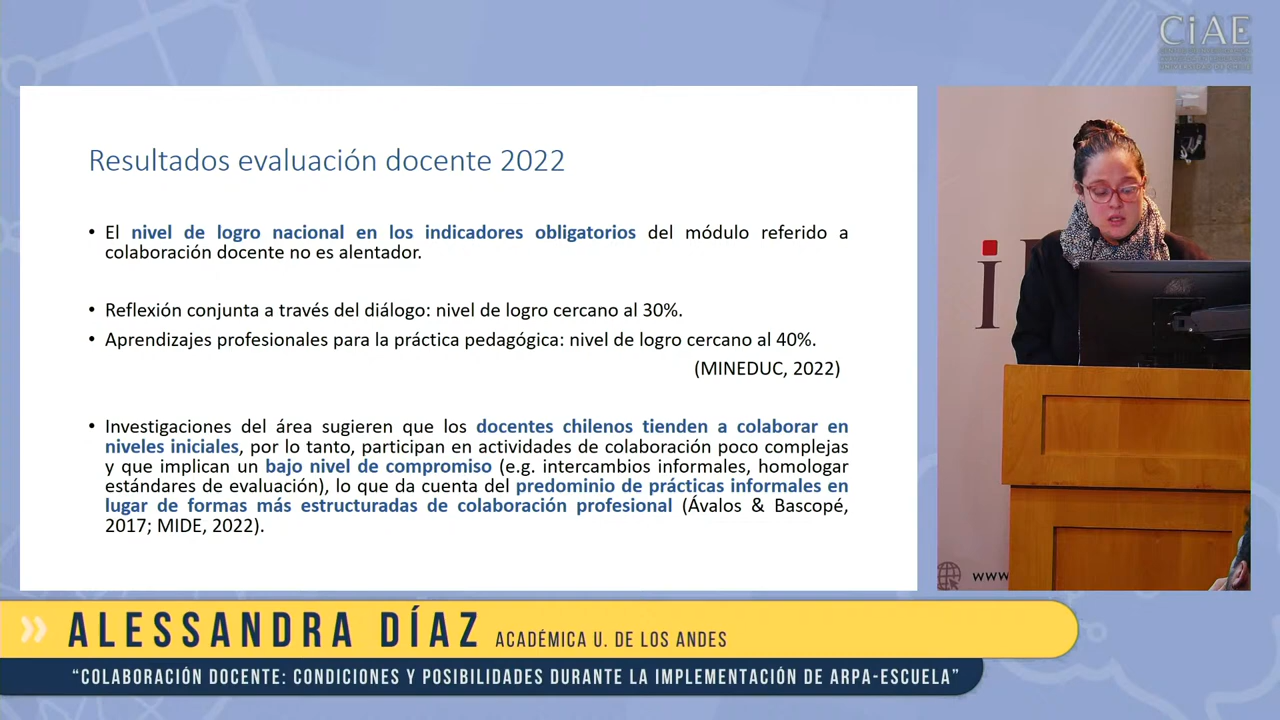 CiAE
Resultados evaluación docente 2022
• El nivel de logro nacional en los indicadores obligatorios del módulo referido a
colaboración docente no es alentador.
• Reflexión conjunta a través del diálogo: nivel de logro cercano al 30%.
• Aprendizajes profesionales para la práctica pedagógica: nivel de logro cercano al 40%.
(MINEDUC, 2022)
• Investigaciones del área sugieren que los docentes chilenos tienden a colaborar en
niveles iniciales, por lo tanto, participan en actividades de colaboración poco complejas
y que implican un bajo nivel de compromiso (e.g. intercambios informales, homologar
estándares de evaluación), lo que da cuenta del predominio de prácticas informales en
lugar de formas más estructuradas de colaboración profesional (Ávalos & Bascopé,
2017; MIDE, 2022).
www
ALESSANDRA DÍAZ ACADÉMICA U. DE LOS ANDES
“COLABORACIÓN DOCENTE: CONDICIONES Y POSIBILIDADES DURANTE LA IMPLEMENTACIÓN DE ARPA-ESCUELA”